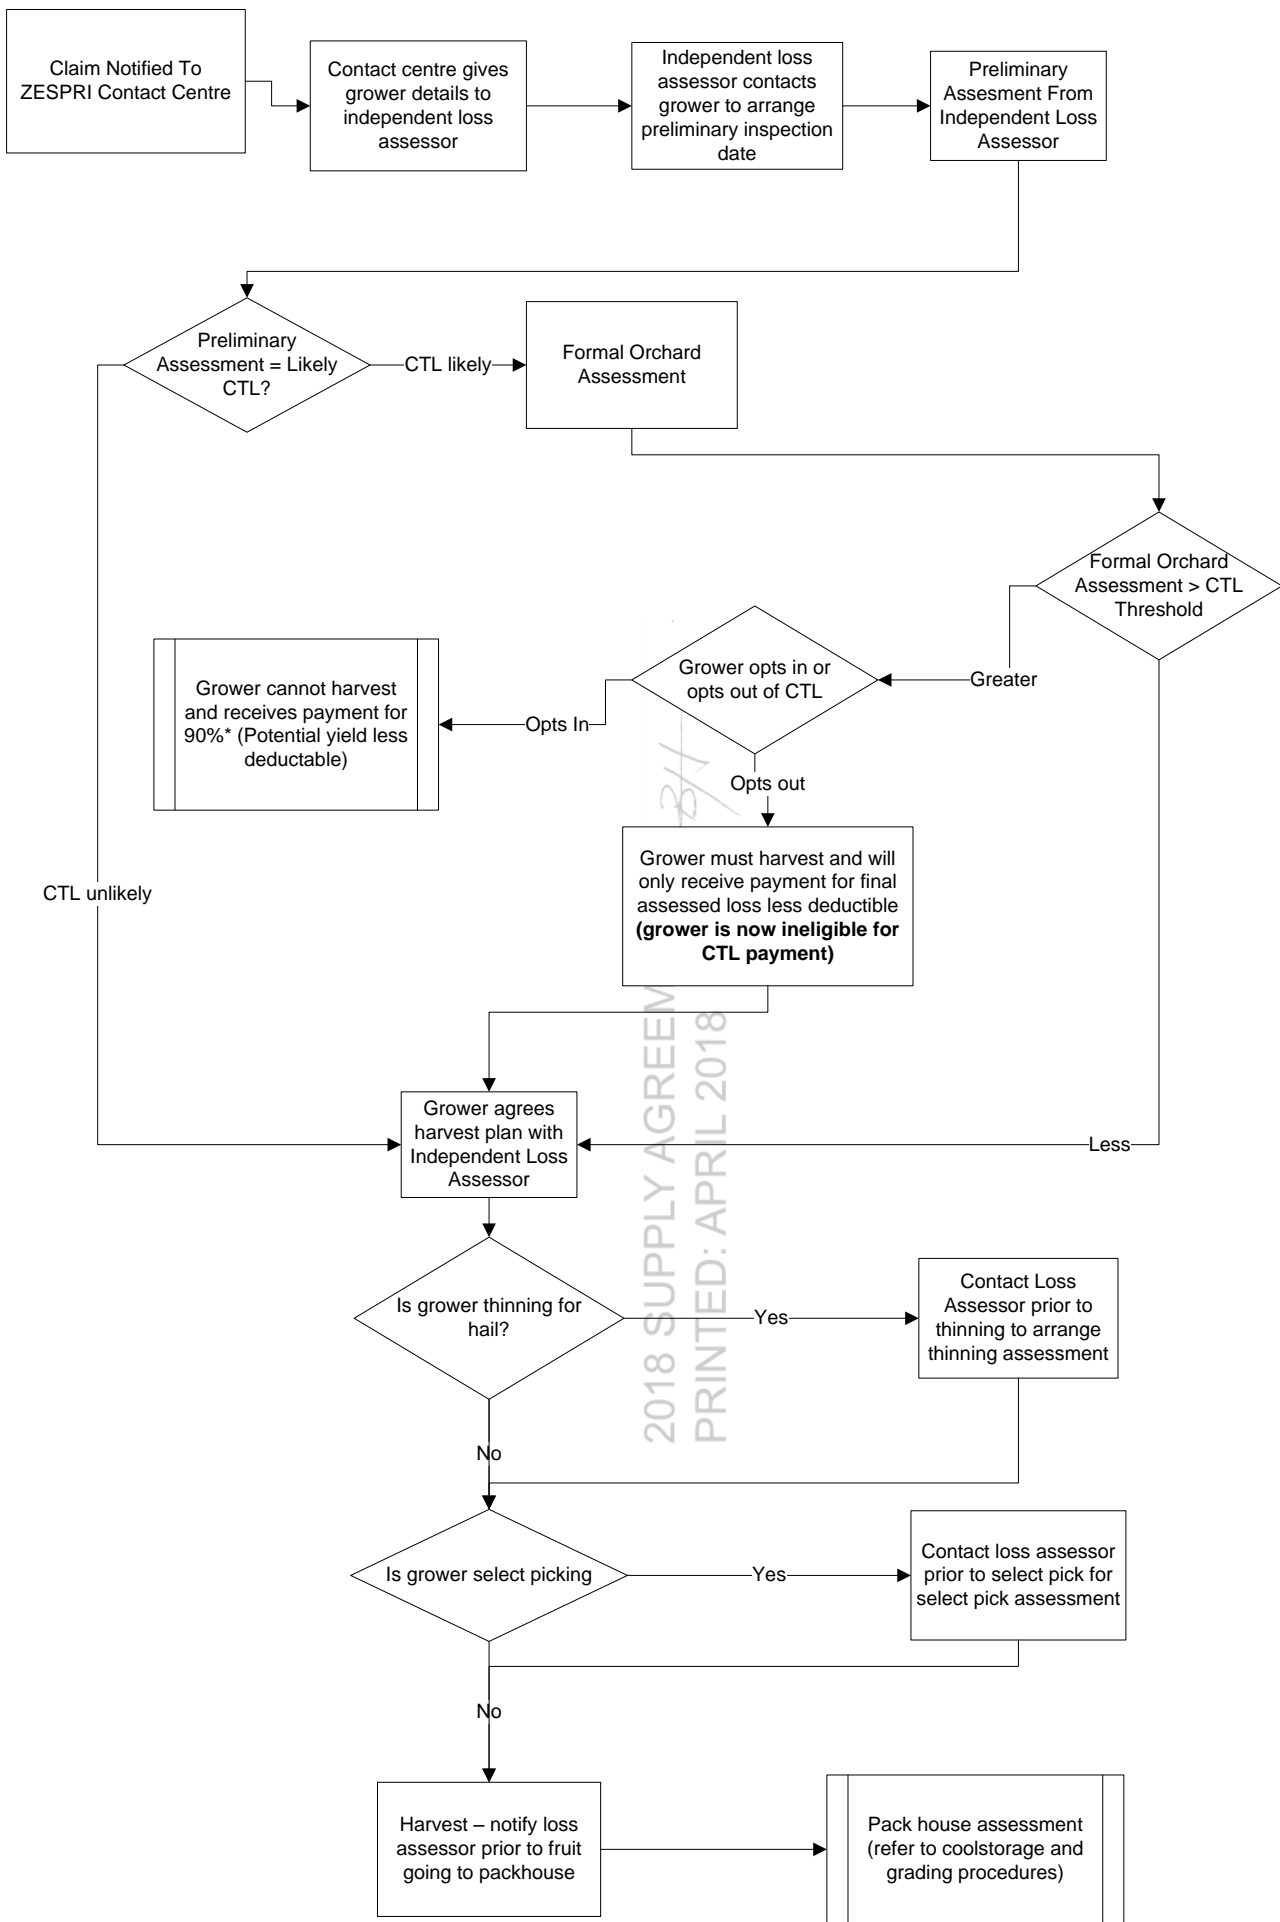 Claim Notified To
ZESPRI Contact Centre
Contact centre gives
grower details to
independent loss
assessor
Independent loss
assessor contacts
grower to arrange
preliminary inspection
date
Preliminary
Assesment From
Independent Loss
Assessor
Preliminary
Assessment = Likely
CTL?
CTL likely
Formal Orchard
Assessment
Formal Orchard
Assessment > CTL
Threshold
Greater
Grower opts in or
opts out of CTL
Opts In
Grower cannot harvest
and receives payment for
90%* (Potential yield less
deductable)
Opts out
Grower must harvest and will
only receive payment for final
assessed loss less deductible
(grower is now ineligible for
CTL payment)
CTL unlikely
Less
Grower agrees
harvest plan with
Independent Loss
Assessor
Is grower thinning for
hail?
Yes
Contact Loss
Assessor prior to
thinning to arrange
thinning assessment
No
Is grower select picking
Yes
Contact loss assessor
prior to select pick for
select pick assessment
No
Harvest – notify loss
assessor prior to fruit
going to packhouse
Pack house assessment
(refer to coolstorage and
grading procedures)
2018 SUPPLY AGREEM
PRINTED: APRIL 2018